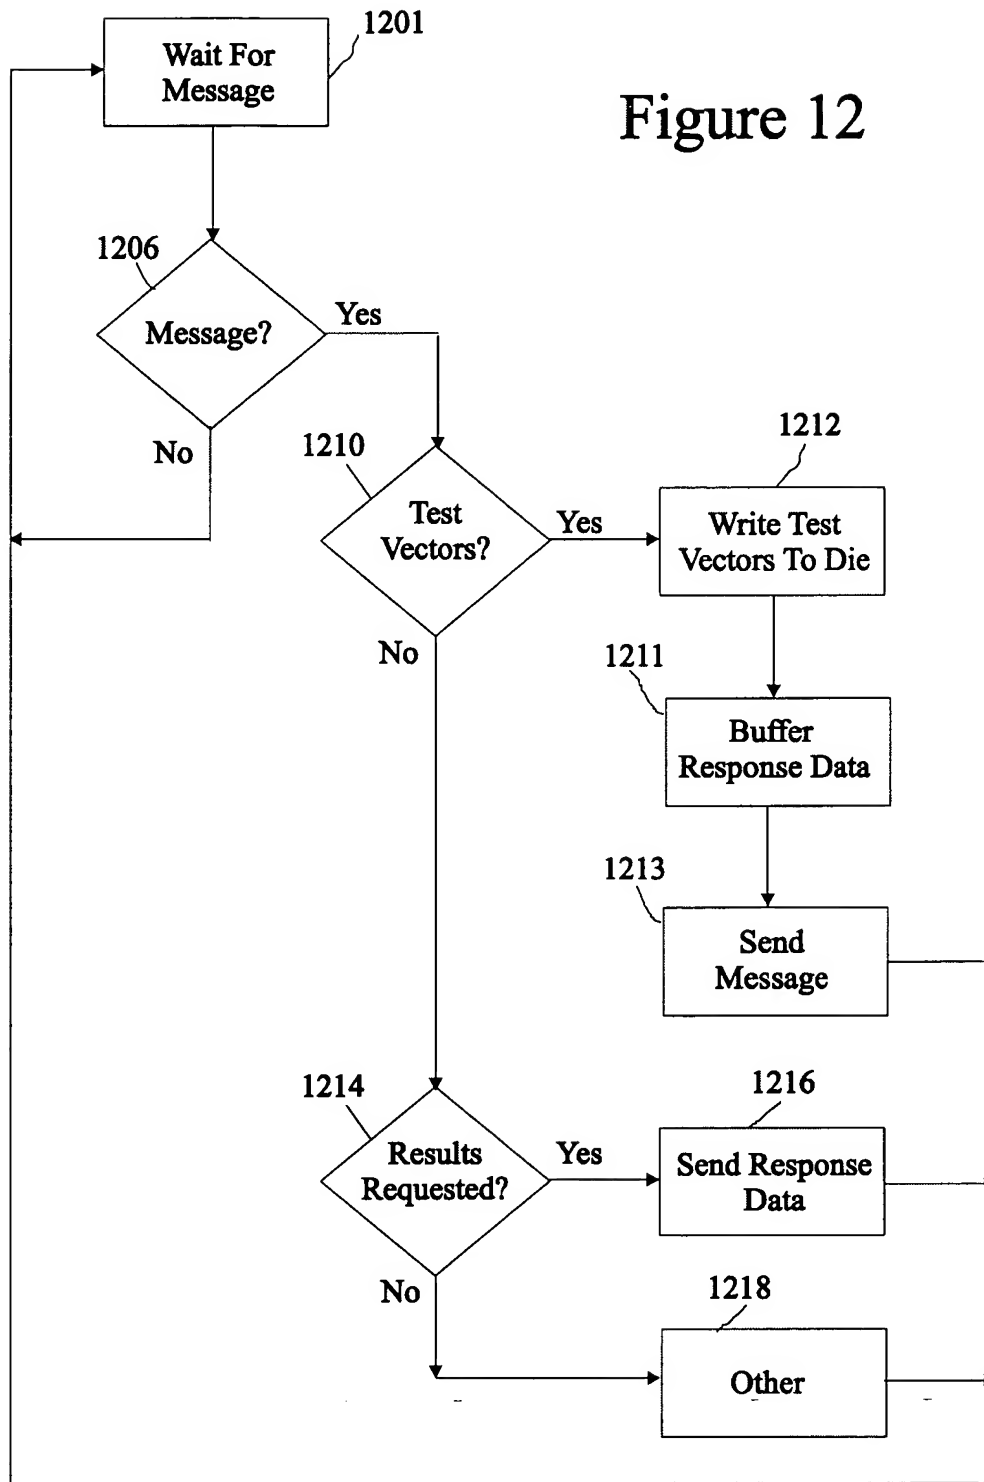 1201
Wait For
Message
Figure 12
1206
Message?
Yes
No
1210
Test
Vectors?
Yes
No
1212
Write Test
Vectors To Die
1211
Buffer
Response Data
1213
Send
Message
1214
Results
Requested?
Yes
No
1216
Send Response
Data
1218
Other